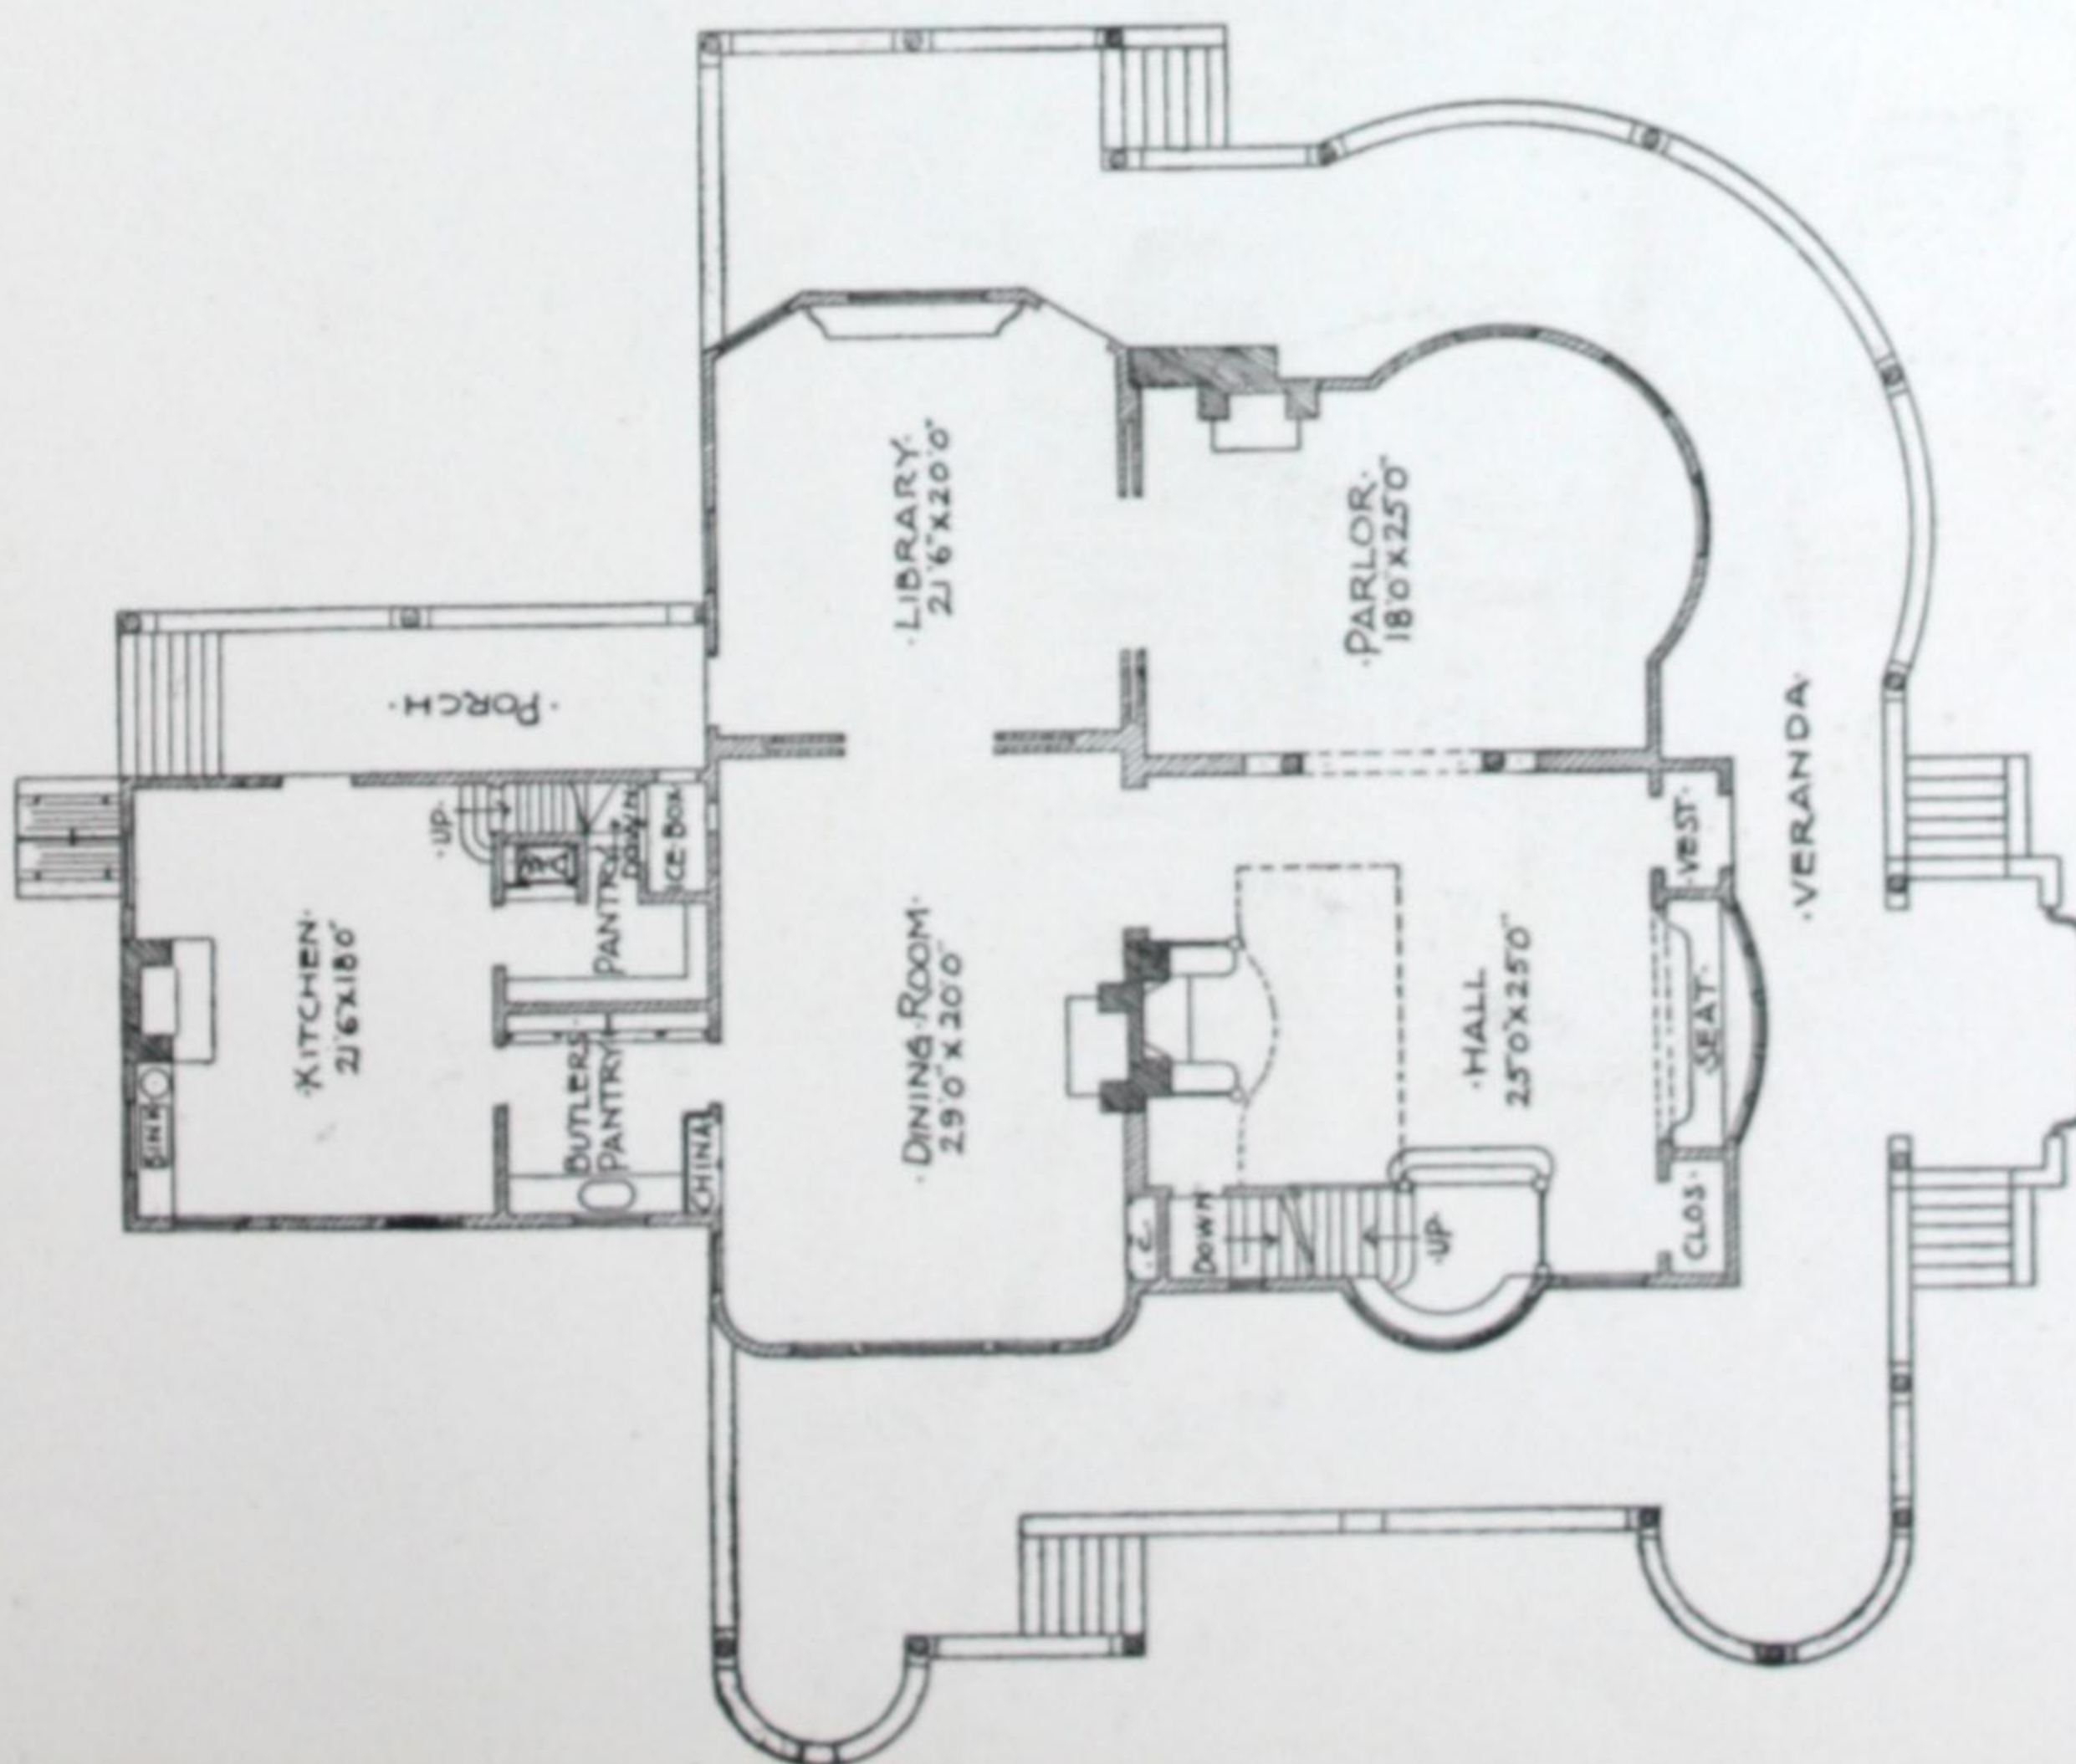 ·PORCH·
·LIBRARY·
21'6"X20'0"
·PARLOR·
18'0"X25'0"
·VERANDA·
·KITCHEN·
21'6"X18'0"
SINK
·UP·
DOWN
PANTRY
ICE BOX
BUTLERS
PANTRY
CHINA
·DINING·ROOM·
29'0"X20'0"
·HALL
25'0"X25'0"
·VEST·
SEAT·
CLOS·
DOWN
·UP·